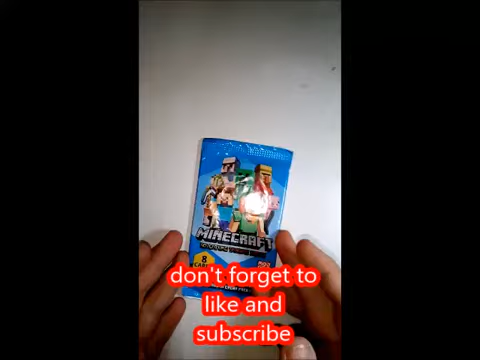 MINECRAFT
8
CARDS
don't forget to
like and
subscribe